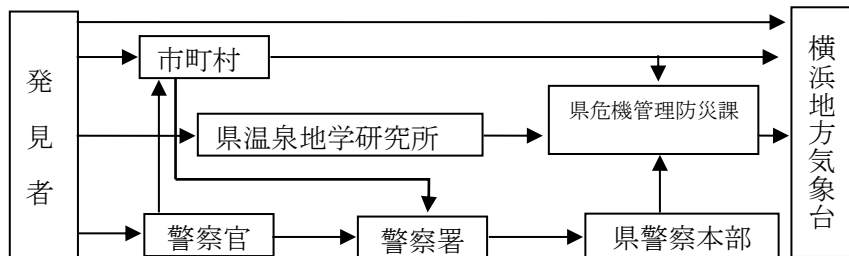 発見者
市町村
県温泉地学研究所
県危機管理防災課
警察官
警察署
県警察本部
横浜地方気象台